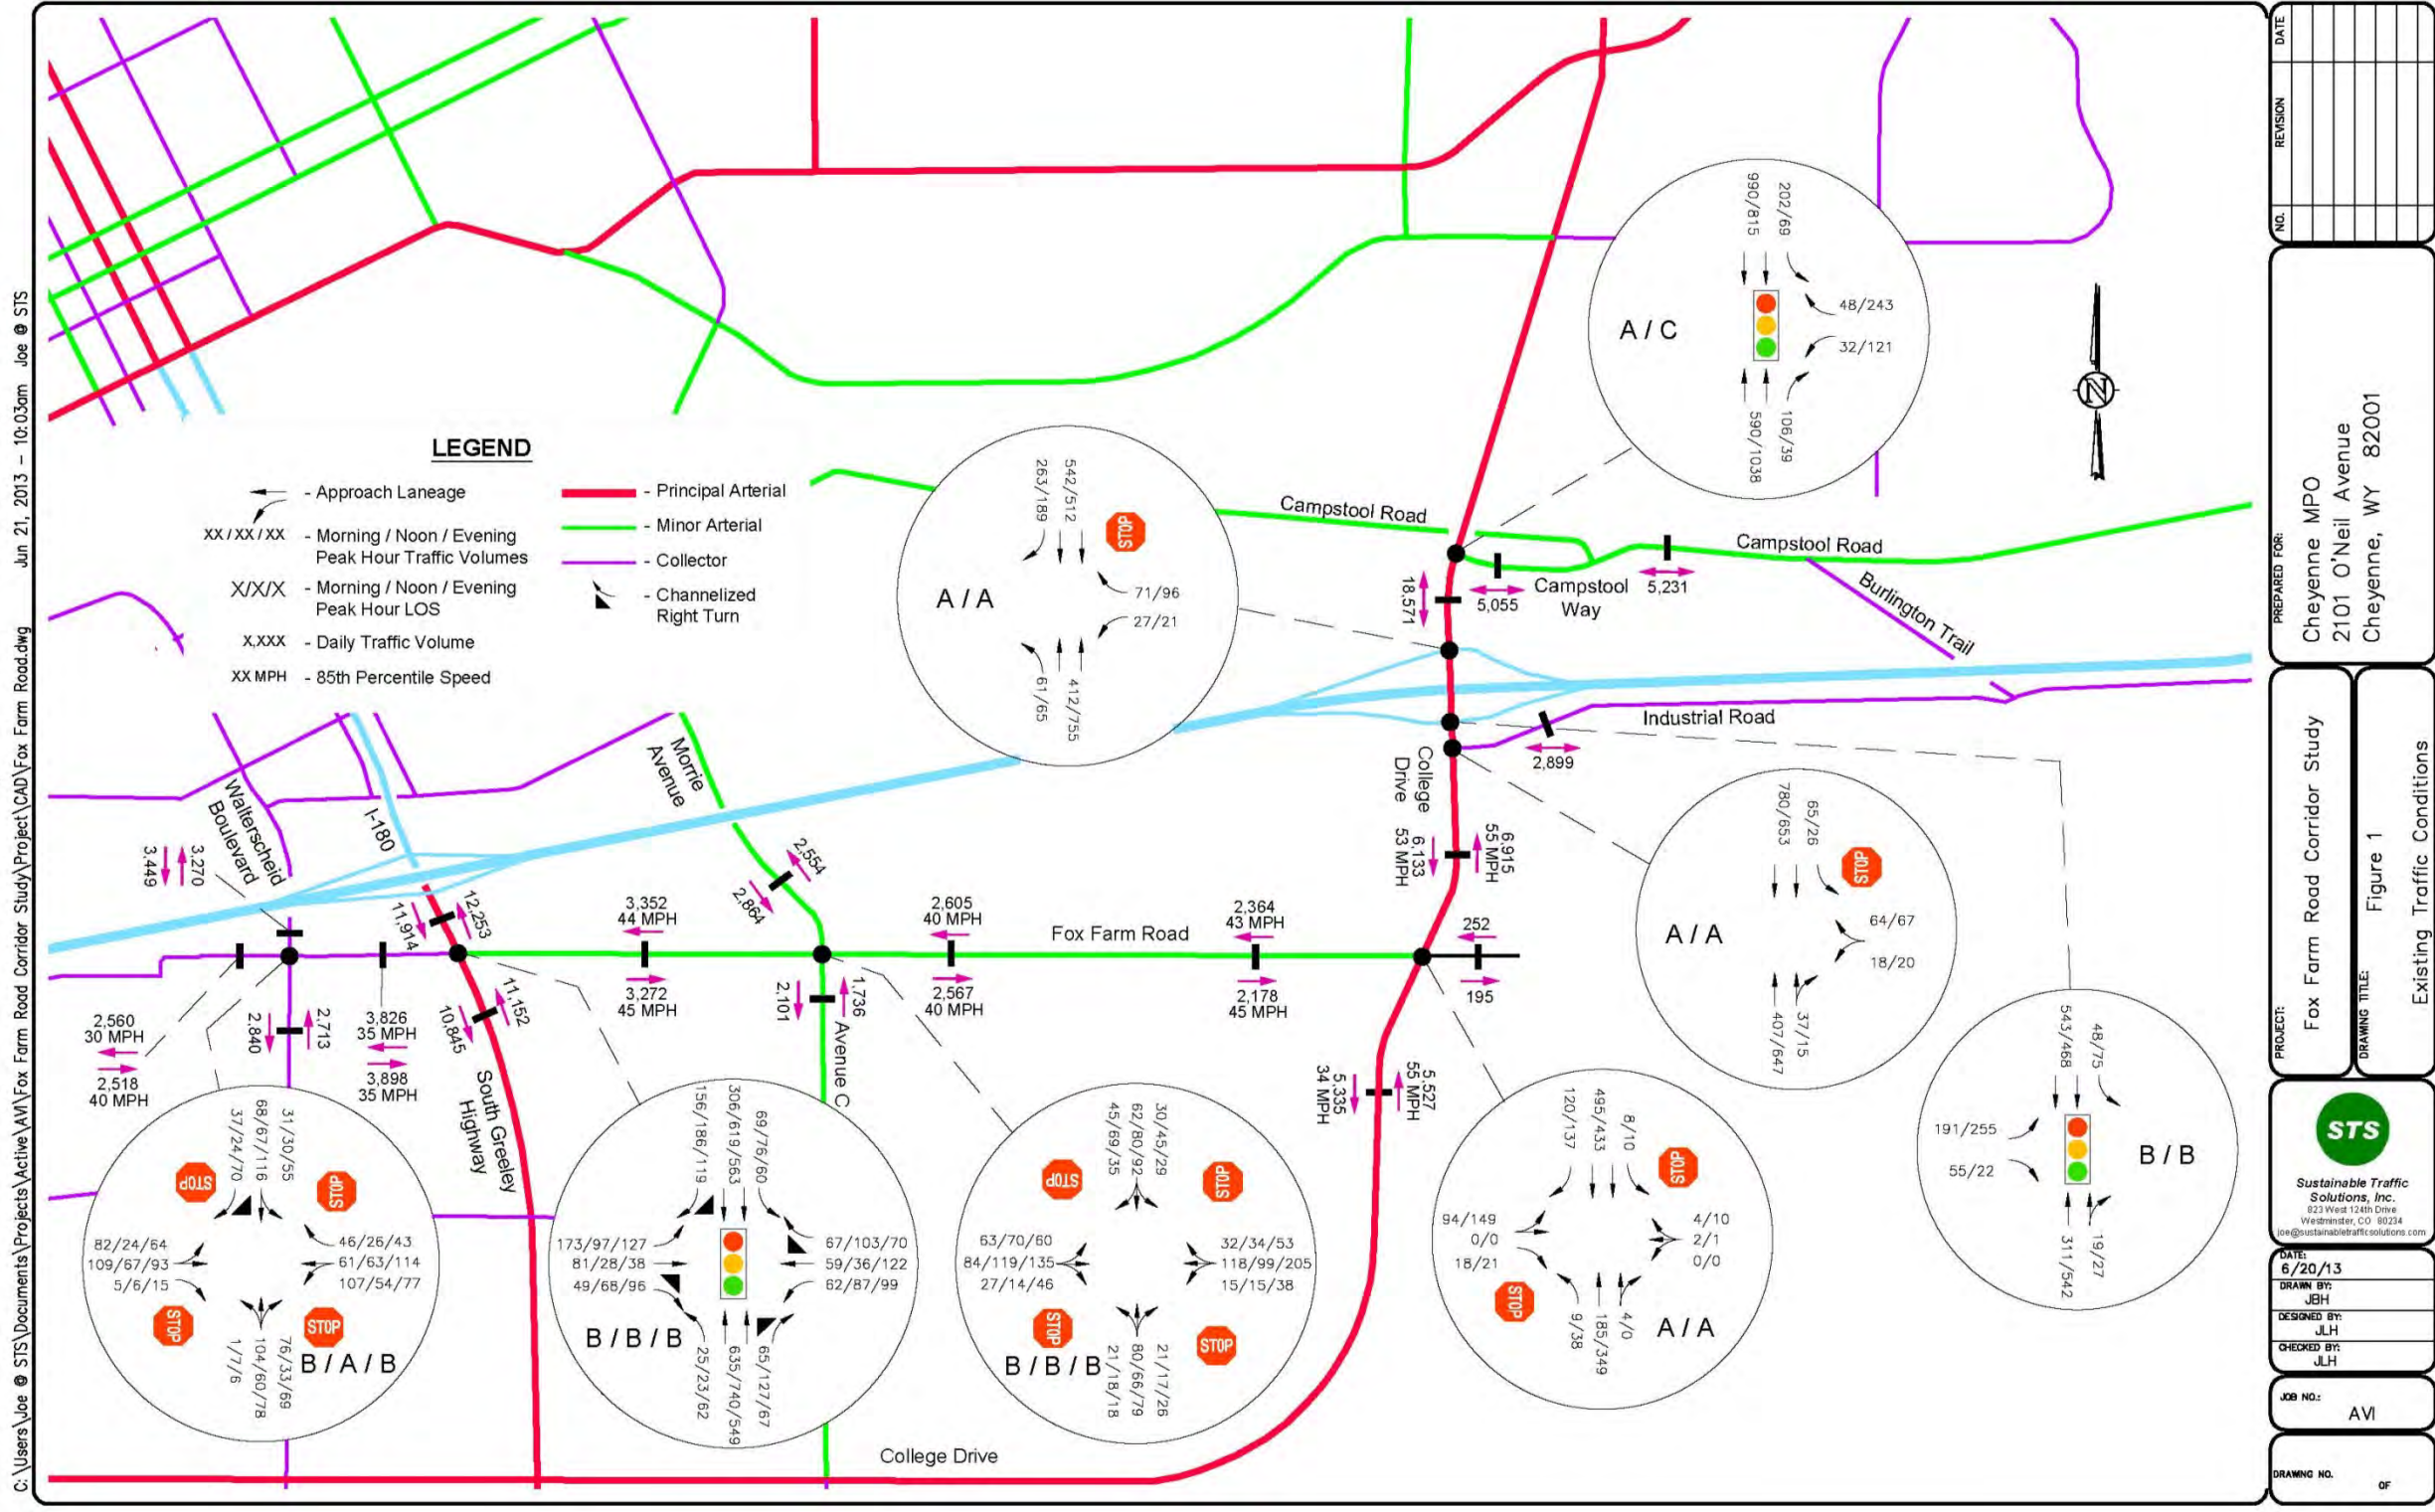 C:\Users\Joe @ STS\Documents\Projects\Active\AVI\Fox Farm Road Corridor Study\Project\CAD\Fox Farm Road.dwg Jun 21, 2013 - 10:03am Joe @ STS
LEGEND
- Approach Laneage
XX/XX/XX - Morning / Noon / Evening
Peak Hour Traffic Volumes
X/X/X - Morning / Noon / Evening
Peak Hour LOS
X,XXX - Daily Traffic Volume
XX MPH - 85th Percentile Speed
- Principal Arterial
- Minor Arterial
- Collector
- Channelized
Right Turn
990/815
202/69
48/243
32/121
A / C
590/1038
106/39
263/189
542/512
STOP
71/96
27/21
A / A
61/65
412/755
Campstool Road
Campstool Road
Campstool
Way
Burlington Trail
18,571
5,055
5,231
Industrial Road
2,899
College
Drive
6,133
53 MPH
6,915
55 MPH
780/653
65/26
STOP
64/67
18/20
A / A
407/647
37/15
543/468
48/75
191/255
55/22
B / B
311/542
19/27
Walterscheid
Boulevard
I-180
Morrie
Avenue
3,449
3,270
11,914
12,253
2,864
2,554
3,352
44 MPH
3,272
45 MPH
2,605
40 MPH
2,567
40 MPH
Fox Farm Road
2,364
43 MPH
2,178
45 MPH
252
195
2,560
30 MPH
2,518
40 MPH
2,840
2,713
3,826
35 MPH
3,898
35 MPH
10,845
11,152
South Greeley
Highway
2,101
1,736
Avenue C
5,335
34 MPH
5,527
55 MPH
37/24/70
68/67/116
31/30/55
STOP
STOP
82/24/64
109/67/93
5/6/15
46/26/43
61/63/114
107/54/77
STOP
STOP
1/7/6
104/60/78
76/33/69
B / A / B
156/186/119
306/619/563
69/76/60
173/97/127
81/28/38
49/68/96
67/103/70
59/36/122
62/87/99
B / B / B
25/23/62
635/740/549
65/127/67
45/69/35
62/80/92
30/45/29
STOP
STOP
63/70/60
84/119/135
27/14/46
32/34/53
118/99/205
15/15/38
STOP
STOP
B / B / B
21/18/18
80/66/79
21/17/26
120/137
495/433
8/10
STOP
94/149
0/0
18/21
4/10
2/1
0/0
STOP
9/38
185/349
4/0
A / A
College Drive
N
NO.
REVISION
DATE
PREPARED FOR:
Cheyenne MPO
2101 O'Neil Avenue
Cheyenne, WY 82001
PROJECT:
Fox Farm Road Corridor Study
DRAWING TITLE:
Figure 1
Existing Traffic Conditions
STS
Sustainable Traffic
Solutions, Inc.
823 West 124th Drive
Westminster, CO 80234
joe@sustainabletrafficsolutions.com
DATE:
6/20/13
DRAWN BY:
JBH
DESIGNED BY:
JLH
CHECKED BY:
JLH
JOB NO.:
AVI
DRAWING NO.
OF